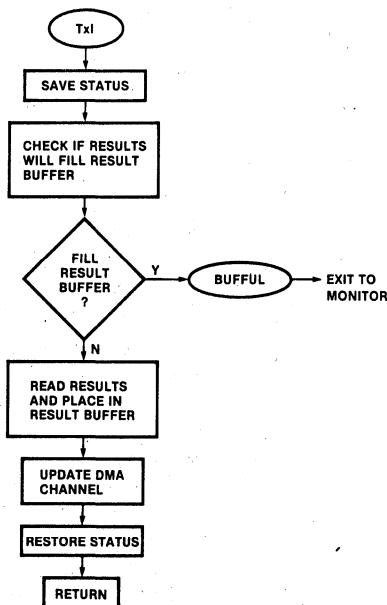 TxI
SAVE STATUS
CHECK IF RESULTS
WILL FILL RESULT
BUFFER
FILL
RESULT
BUFFER
?
Y
BUFFUL
EXIT TO
MONITOR
N
READ RESULTS
AND PLACE IN
RESULT BUFFER
UPDATE DMA
CHANNEL
RESTORE STATUS
RETURN